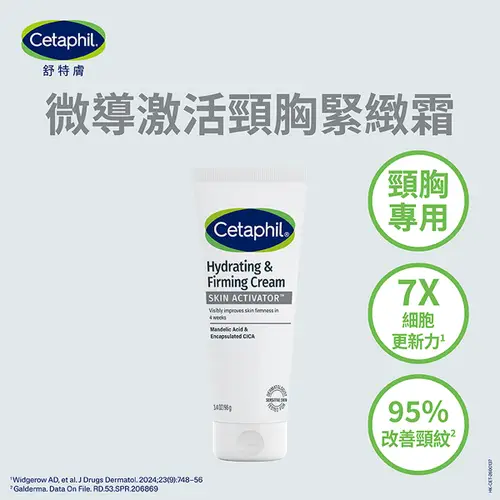 Cetaphil®
舒特膚
微導激活頸胸緊緻霜
Cetaphil®
Hydrating &
Firming Cream
SKIN ACTIVATOR™
Visibly improves skin firmness in
4 weeks
Mandelic Acid &
Encapsulated CICA
DERMATOLOGIST
SENSITIVE SKIN
3.4 OZ/96 g
頸胸
專用
7X
細胞
更新力¹
95%
改善頸紋²
¹Widgerow AD, et al. J Drugs Dermatol. 2024;23(9):748–56
²Galderma. Data On File. RD.53.SPR.206869